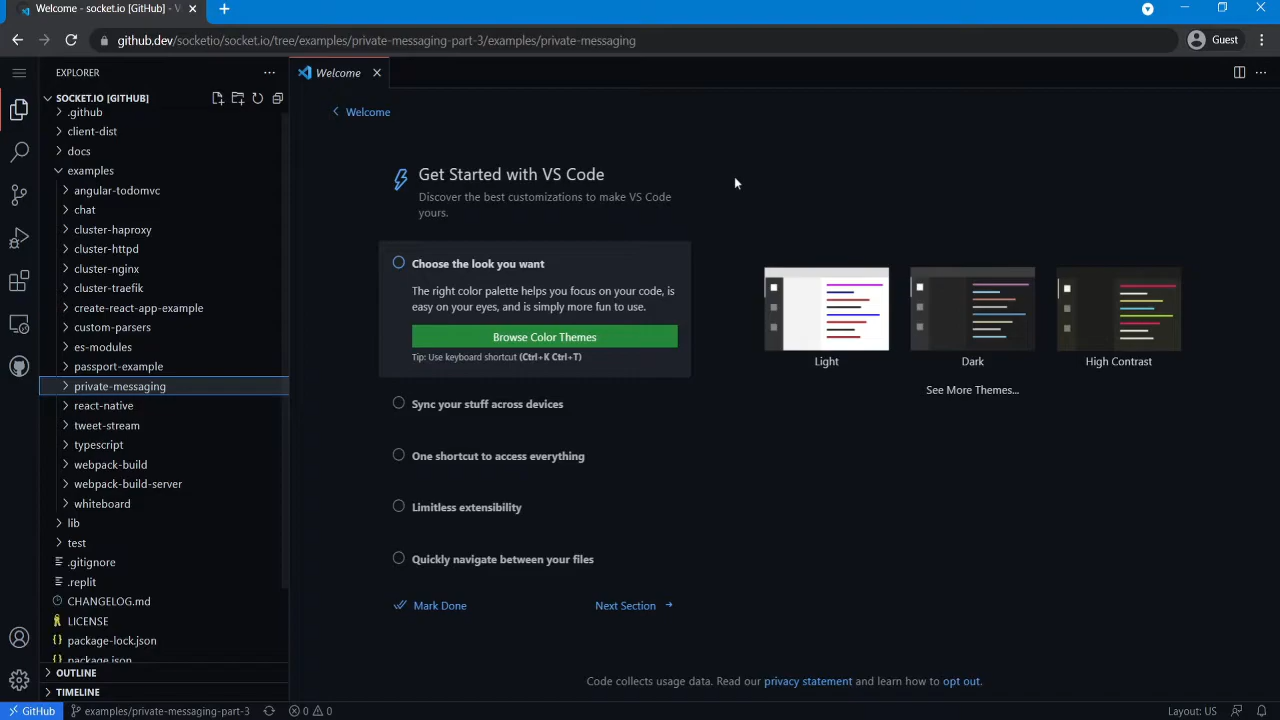 Welcome - socket.io [GitHub] - V
github.dev/socketio/socket.io/tree/examples/private-messaging-part-3/examples/private-messaging
Guest
EXPLORER
Welcome
SOCKET.IO [GITHUB]
.github
client-dist
docs
examples
angular-todomvc
chat
cluster-haproxy
cluster-httpd
cluster-nginx
cluster-traefik
create-react-app-example
custom-parsers
es-modules
passport-example
private-messaging
react-native
tweet-stream
typescript
webpack-build
webpack-build-server
whiteboard
lib
test
.gitignore
.replit
CHANGELOG.md
LICENSE
package-lock.json
package.json
OUTLINE
TIMELINE
Welcome
Get Started with VS Code
Discover the best customizations to make VS Code
yours.
Choose the look you want
The right color palette helps you focus on your code, is
easy on your eyes, and is simply more fun to use.
Browse Color Themes
Tip: Use keyboard shortcut (Ctrl+K Ctrl+T)
Sync your stuff across devices
One shortcut to access everything
Limitless extensibility
Quickly navigate between your files
Mark Done
Next Section
Light
Dark
High Contrast
See More Themes...
Code collects usage data. Read our privacy statement and learn how to opt out.
GitHub
examples/private-messaging-part-3
0
0
Layout: US